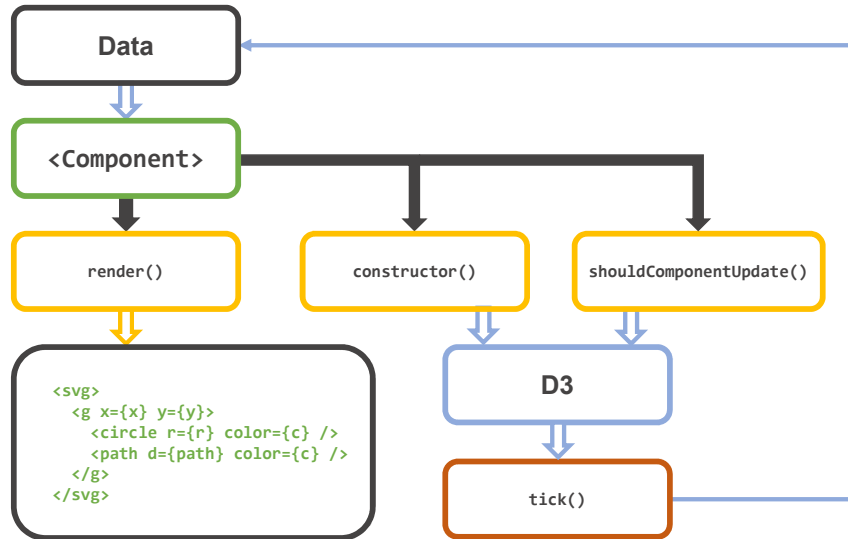 Data
<Component>
render()
constructor()
shouldComponentUpdate()
<svg>
  <g x={x} y={y}>
    <circle r={r} color={c} />
    <path d={path} color={c} />
  </g>
</svg>
D3
tick()